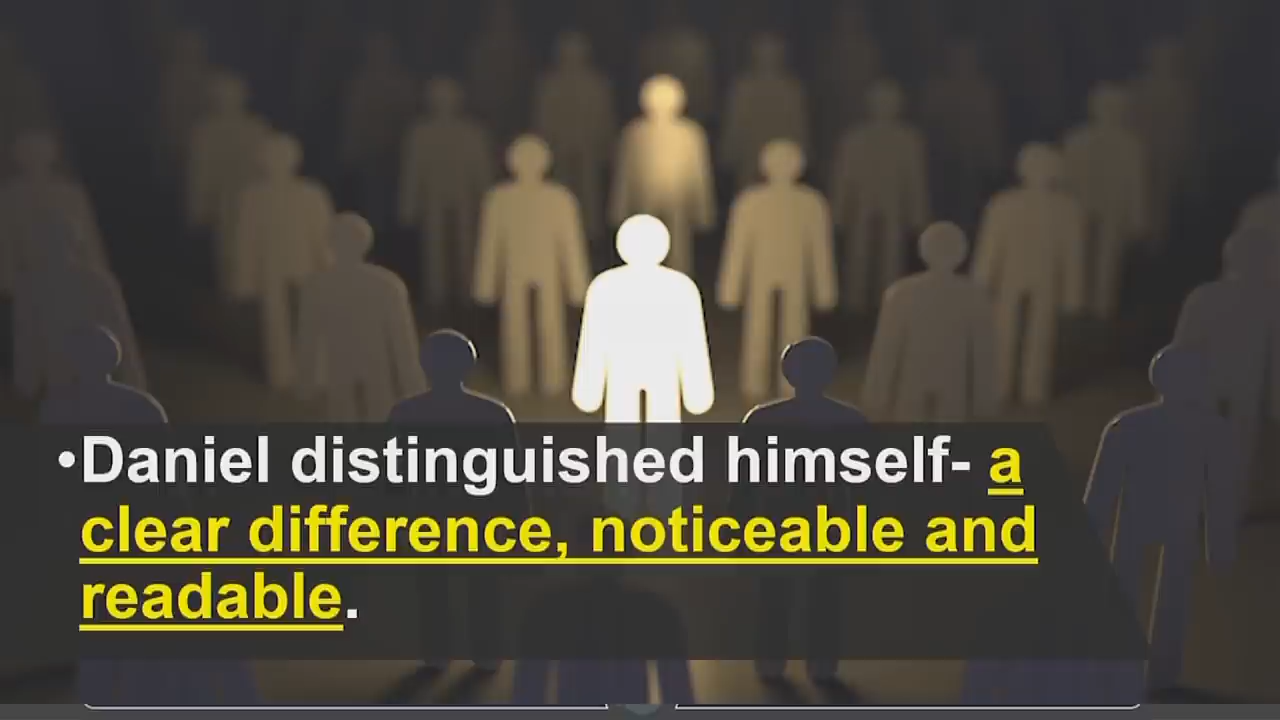 •Daniel distinguished himself- a
clear difference, noticeable and
readable.